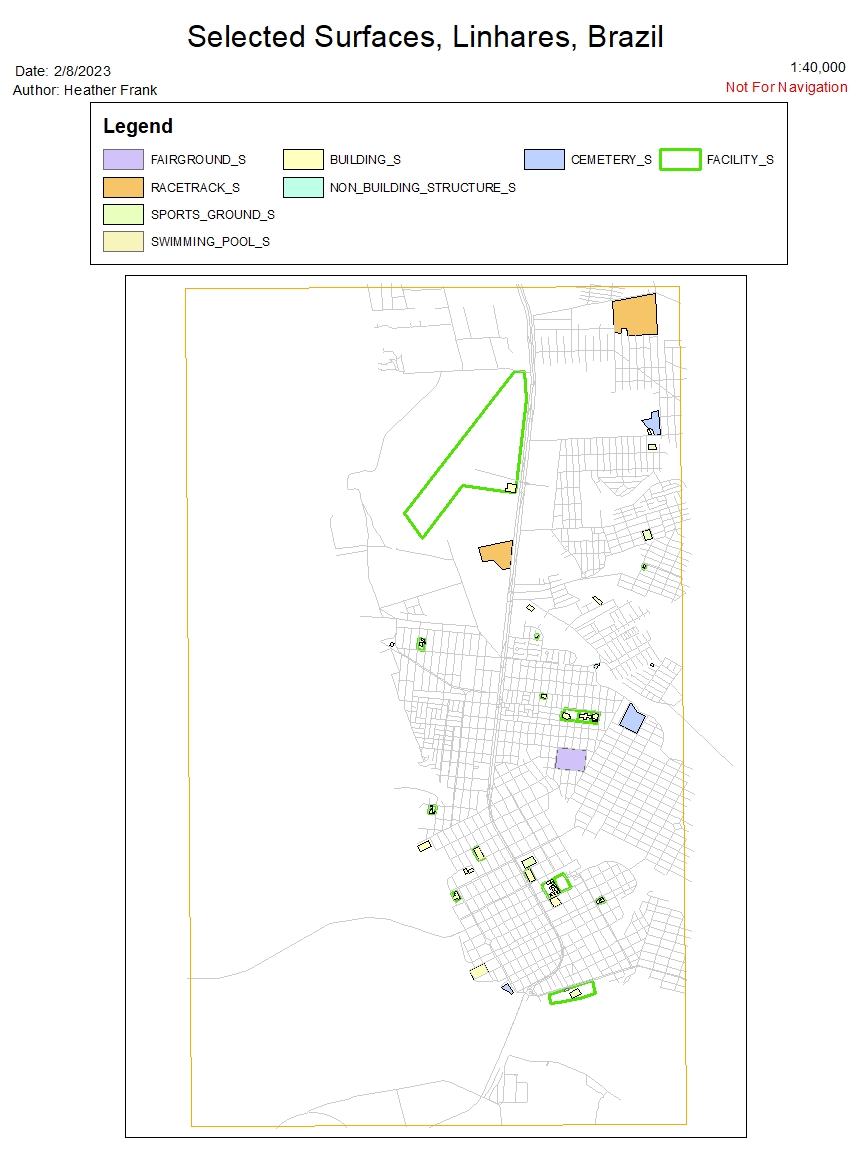 Selected Surfaces, Linhares, Brazil
Date: 2/8/2023
1:40,000
Author: Heather Frank
Not For Navigation
Legend
FAIRGROUND_S
BUILDING_S
CEMETERY_S
FACILITY_S
RACETRACK_S
NON_BUILDING_STRUCTURE_S
SPORTS_GROUND_S
SWIMMING_POOL_S